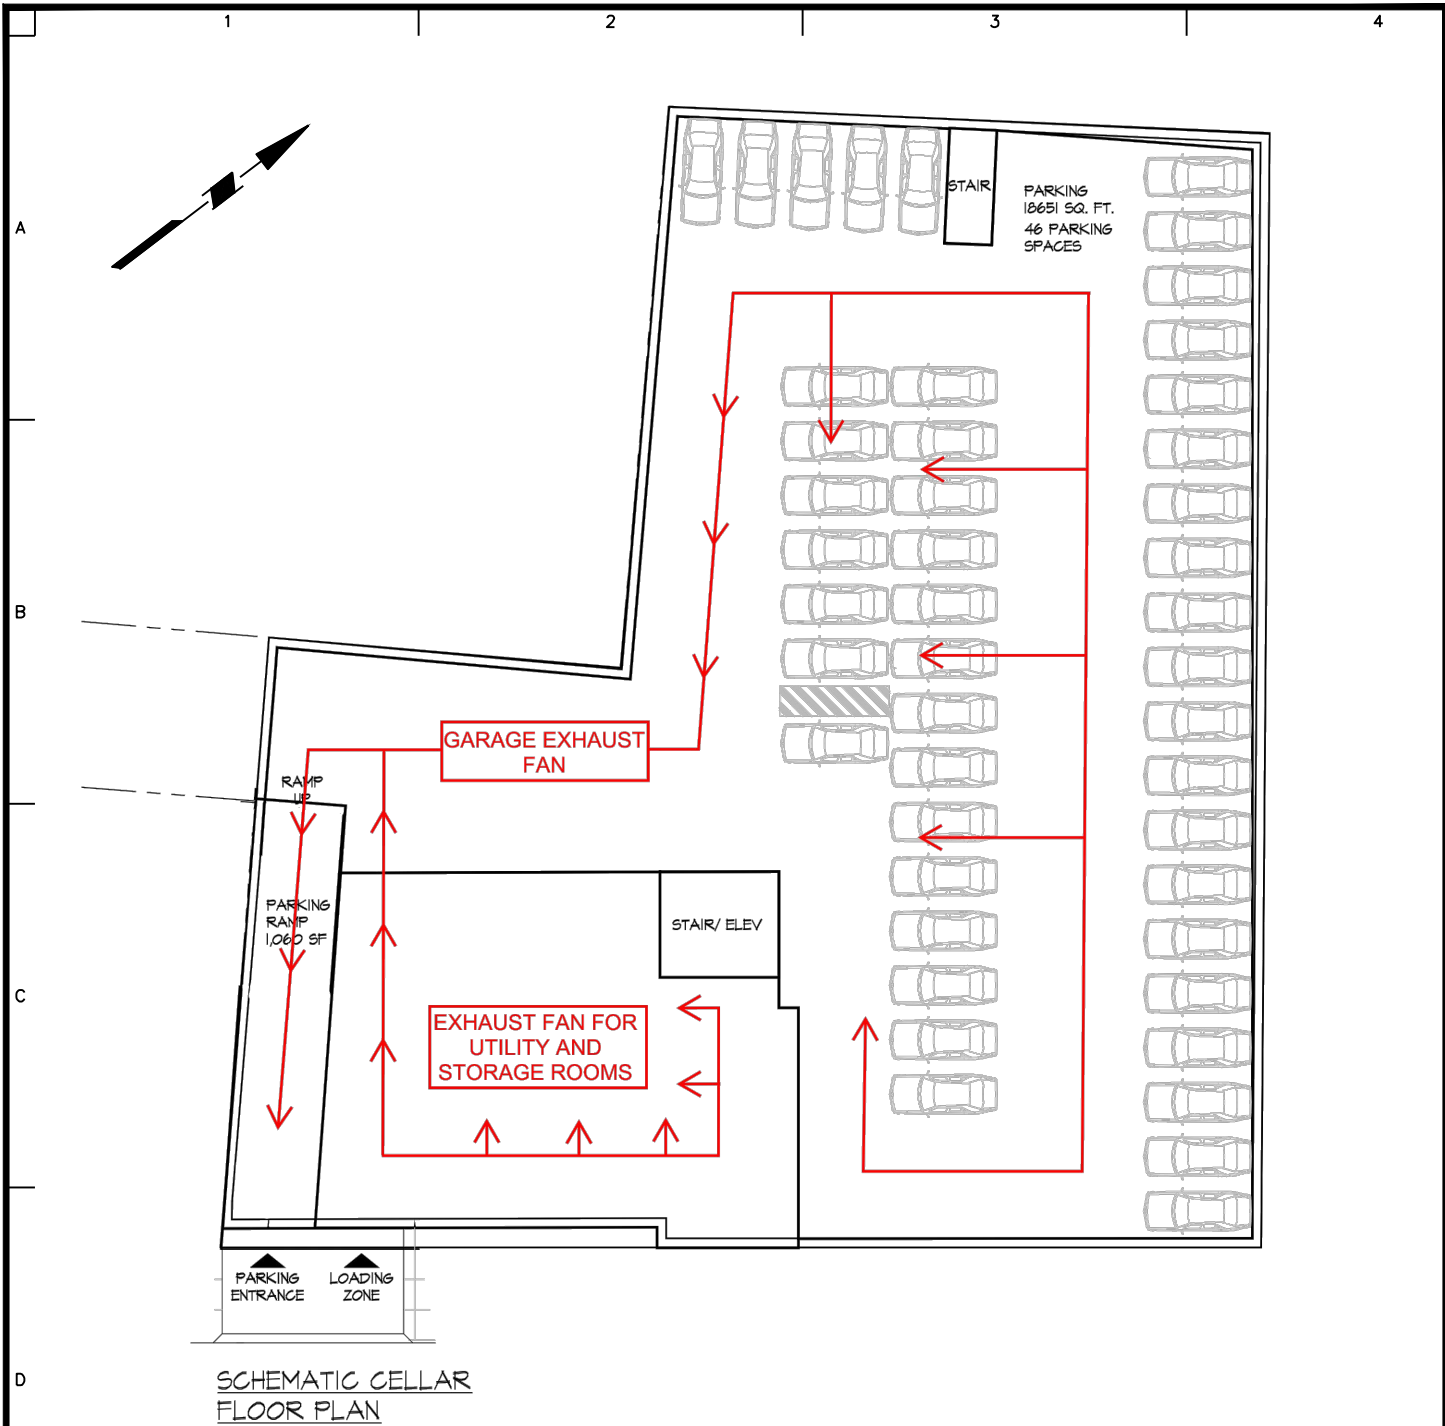 1
2
3
4
A
B
C
D
STAIR
PARKING
18651 SQ. FT.
46 PARKING
SPACES
GARAGE EXHAUST
FAN
RAMP
UP
PARKING
RAMP
1,060 SF
STAIR/ ELEV
EXHAUST FAN FOR
UTILITY AND
STORAGE ROOMS
PARKING
ENTRANCE
LOADING
ZONE
SCHEMATIC CELLAR
FLOOR PLAN